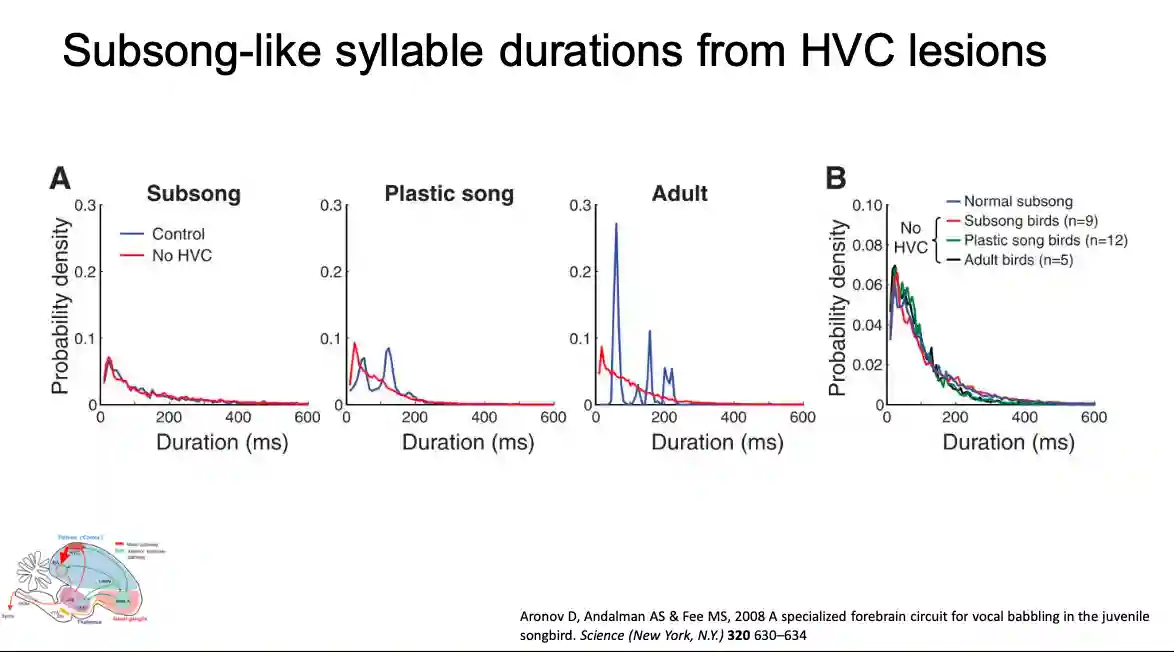 Subsong-like syllable durations from HVC lesions
A
Subsong
Plastic song
Adult
B
Probability density
0.3
0.2
0.1
0
Control
No HVC
0
200
400
600
Duration (ms)
0.3
0.2
0.1
0
0
200
400
600
Duration (ms)
0.3
0.2
0.1
0
0
200
400
600
Duration (ms)
Probability density
0.10
0.08
0.06
0.04
0.02
0
Normal subsong
No HVC
Subsong birds (n=9)
Plastic song birds (n=12)
Adult birds (n=5)
0
200
400
600
Duration (ms)
Thalamus
Basal ganglia
Aronov D, Andalman AS & Fee MS, 2008 A specialized forebrain circuit for vocal babbling in the juvenile
songbird. Science (New York, N.Y.) 320 630–634